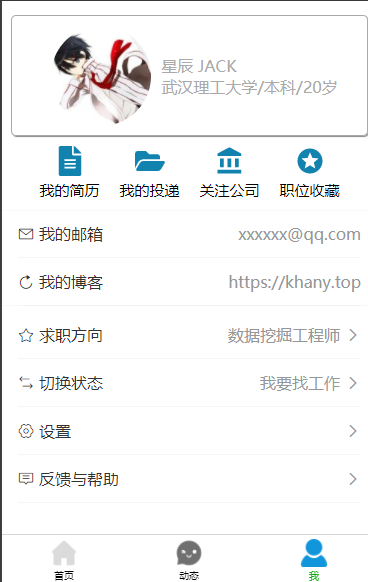 星辰 JACK
武汉理工大学/本科/20岁
我的简历 我的投递 关注公司 职位收藏
我的邮箱 xxxxxx@qq.com
我的博客 https://khany.top
求职方向 数据挖掘工程师
切换状态 我要找工作
设置
反馈与帮助
首页 动态 我